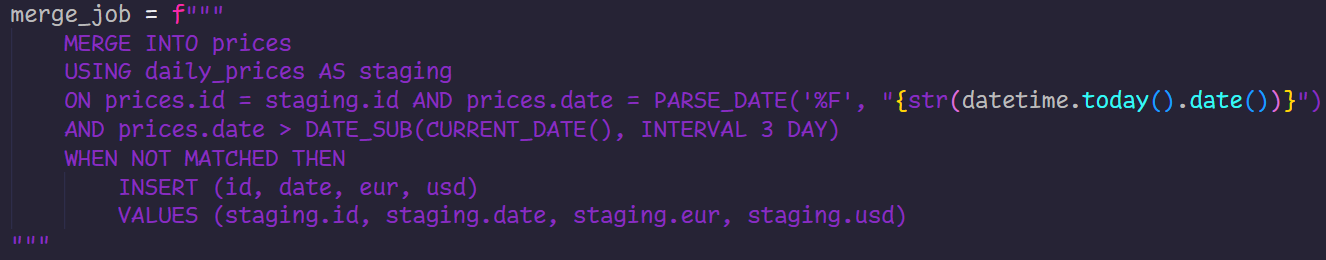 merge_job = f"""
    MERGE INTO prices
    USING daily_prices AS staging
    ON prices.id = staging.id AND prices.date = PARSE_DATE('%F', "{str(datetime.today().date())}")
    AND prices.date > DATE_SUB(CURRENT_DATE(), INTERVAL 3 DAY)
    WHEN NOT MATCHED THEN
        INSERT (id, date, eur, usd)
        VALUES (staging.id, staging.date, staging.eur, staging.usd)
"""